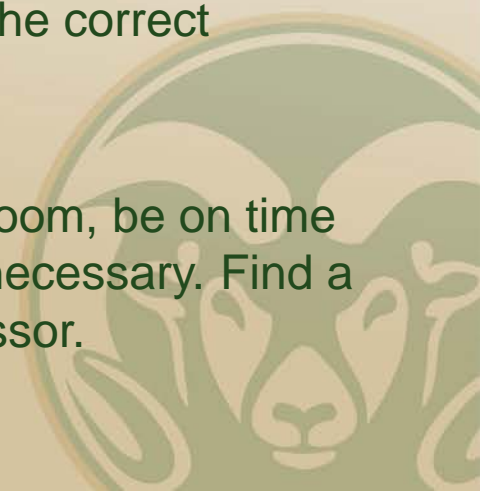 he correct
oom, be on time
necessary. Find a
ssor.